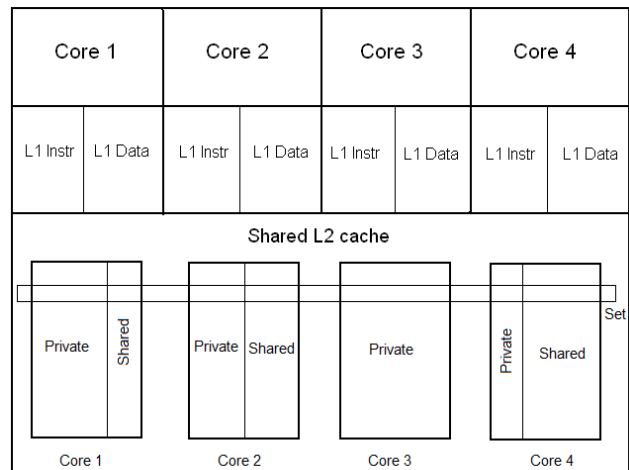 Core 1 Core 2 Core 3 Core 4
L1 Instr L1 Data L1 Instr L1 Data L1 Instr L1 Data L1 Instr L1 Data
Shared L2 cache
Set
Private Shared Private Shared Private Private Shared
Core 1 Core 2 Core 3 Core 4